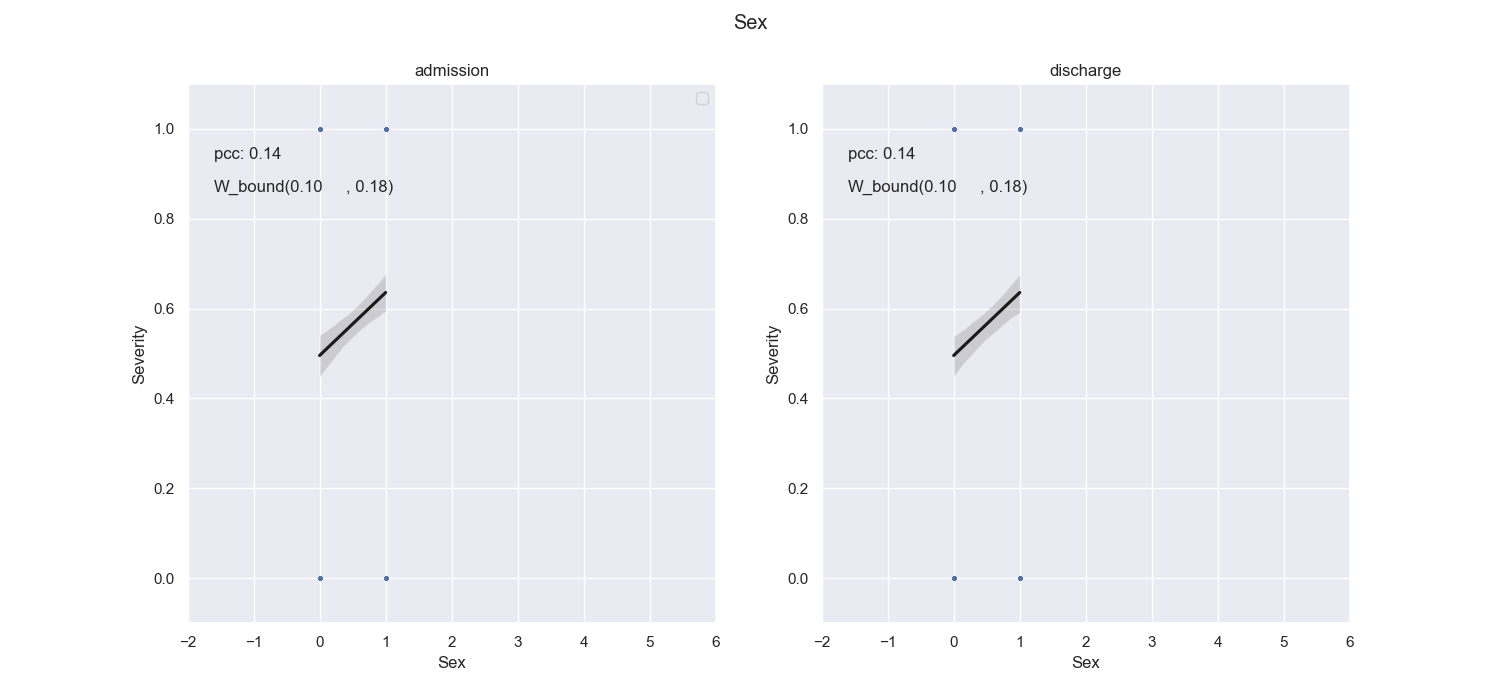 Sex
admission
1.0
0.8
0.6
0.4
0.2
0.0
Severity
pcc: 0.14
W_bound(0.10 , 0.18)
−2 −1 0 1 2 3 4 5 6
Sex
discharge
1.0
0.8
0.6
0.4
0.2
0.0
Severity
pcc: 0.14
W_bound(0.10 , 0.18)
−2 −1 0 1 2 3 4 5 6
Sex